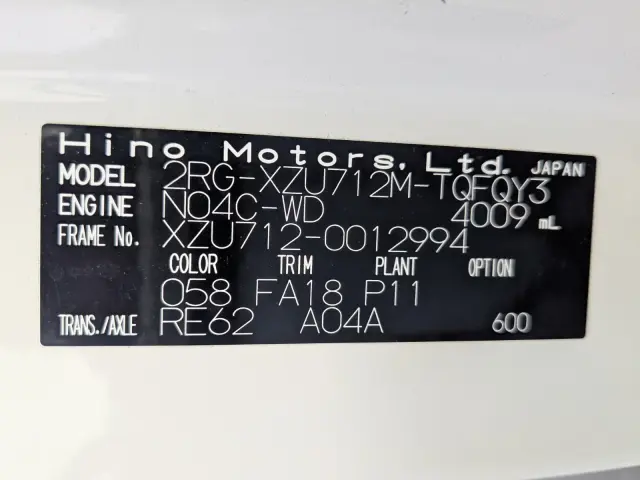 Hino Motors, Ltd. JAPAN
MODEL 2RG-XZU712M-TQFQY3
ENGINE N04C-WD 4009 mL
FRAME No. XZU712-0012994
COLOR TRIM PLANT OPTION
058 FA18 P11
TRANS./AXLE RE62 A04A 600